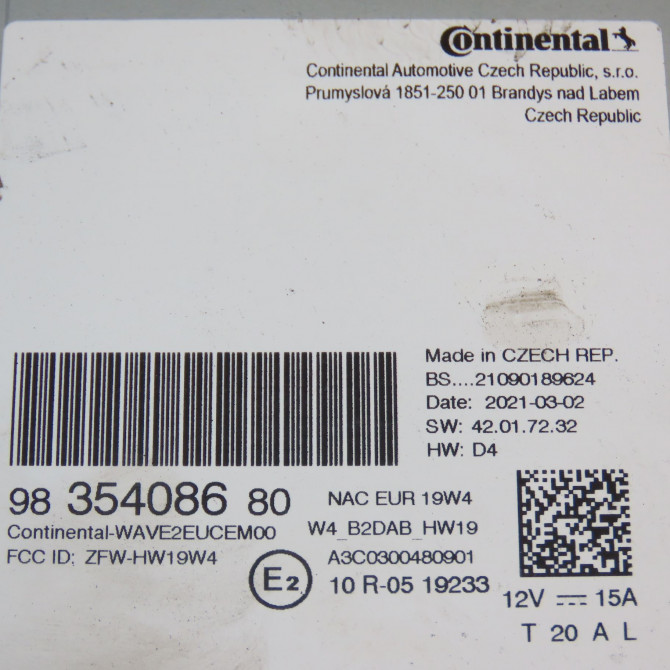 Continental
Continental Automotive Czech Republic, s.r.o.
Prumyslová 1851-250 01 Brandys nad Labem
Czech Republic
Made in CZECH REP.
BS....21090189624
Date: 2021-03-02
SW: 42.01.72.32
HW: D4
98 354086 80
NAC EUR 19W4
Continental-WAVE2EUCEM00
W4_B2DAB_HW19
FCC ID: ZFW-HW19W4
A3C0300480901
E2
10 R-05 19233
12V ⎓ 15A
T 20 A L